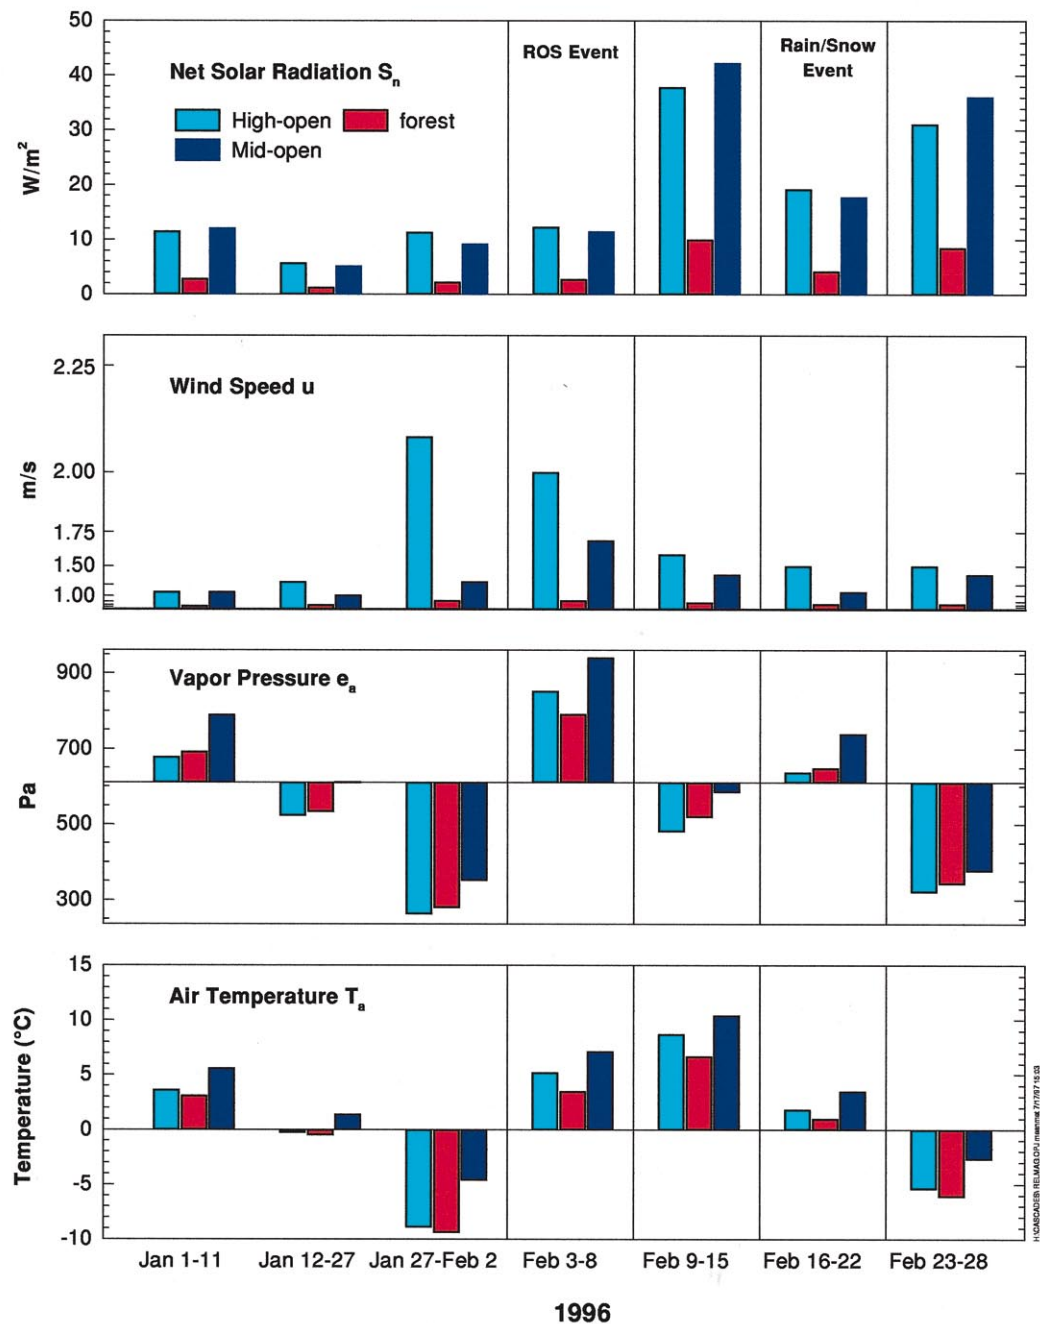 50
Net Solar Radiation Sn
ROS Event
Rain/Snow
Event
40
High-open
forest
Mid-open
30
W/m2
20
10
0
Wind Speed u
2.25
m/s
2.00
1.75
1.50
1.00
Vapor Pressure ea
900
700
Pa
500
300
Air Temperature Ta
15
10
5
Temperature (°C)
0
-5
-10
Jan 1-11 Jan 12-27 Jan 27-Feb 2 Feb 3-8 Feb 9-15 Feb 16-22 Feb 23-28
1996